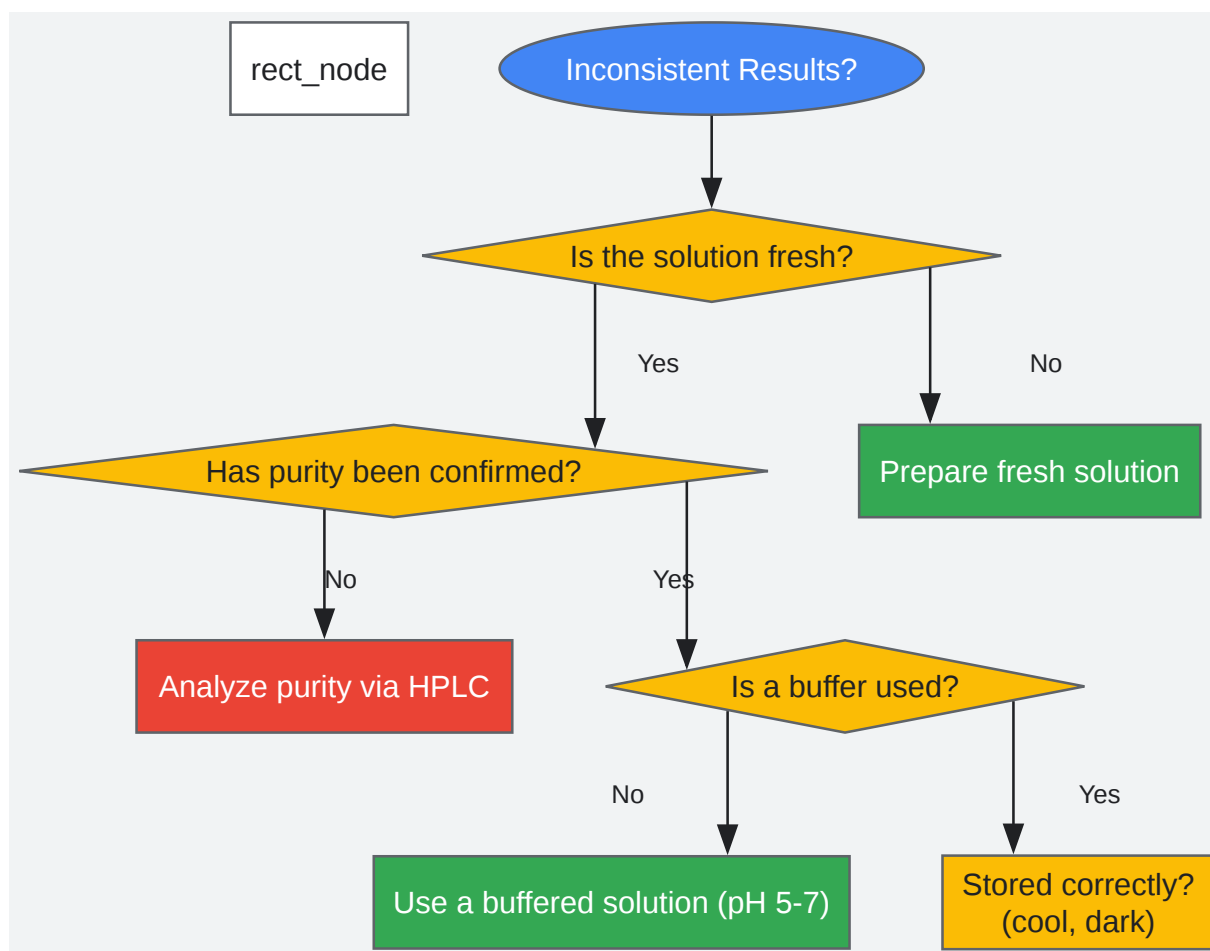 rect_node
Inconsistent Results?
Is the solution fresh?
Yes
No
Has purity been confirmed?
Prepare fresh solution
No
Yes
Analyze purity via HPLC
Is a buffer used?
No
Yes
Use a buffered solution (pH 5-7)
Stored correctly?
(cool, dark)